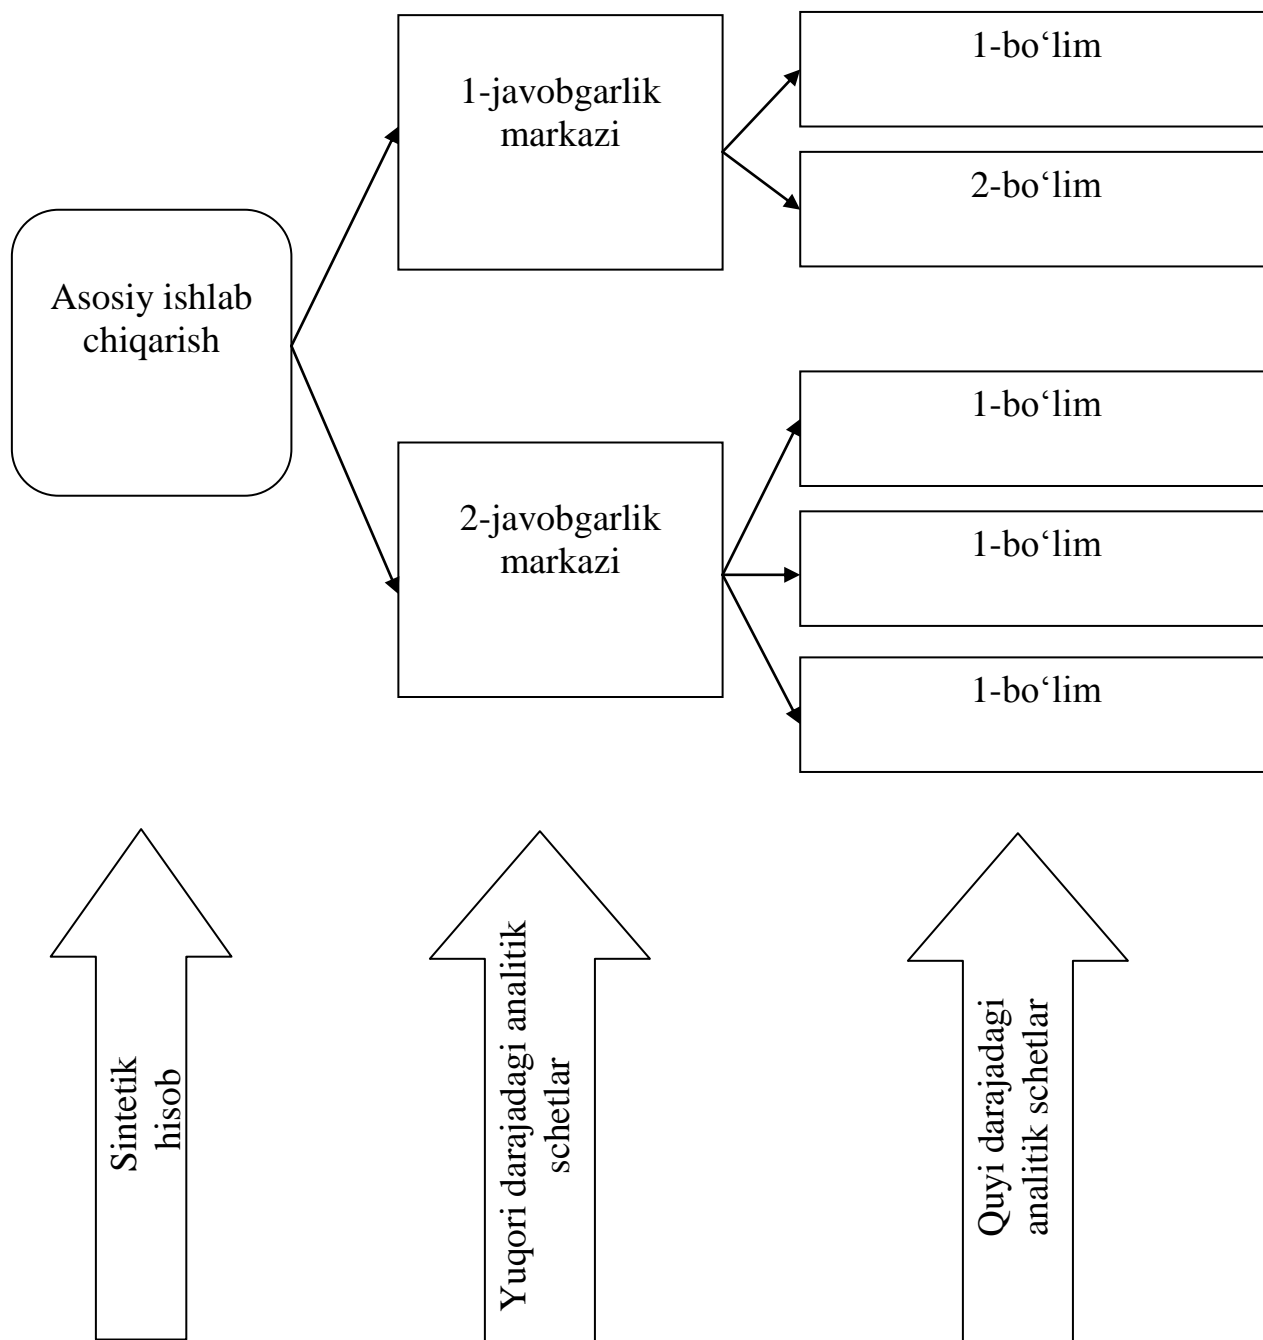 Asosiy ishlab
chiqarish
1-javobgarlik
markazi
1-bo‘lim
2-bo‘lim
2-javobgarlik
markazi
1-bo‘lim
1-bo‘lim
1-bo‘lim
Sintetik
hisob
Yuqori darajadagi analitik
schetlar
Quyi darajadagi
analitik schetlar